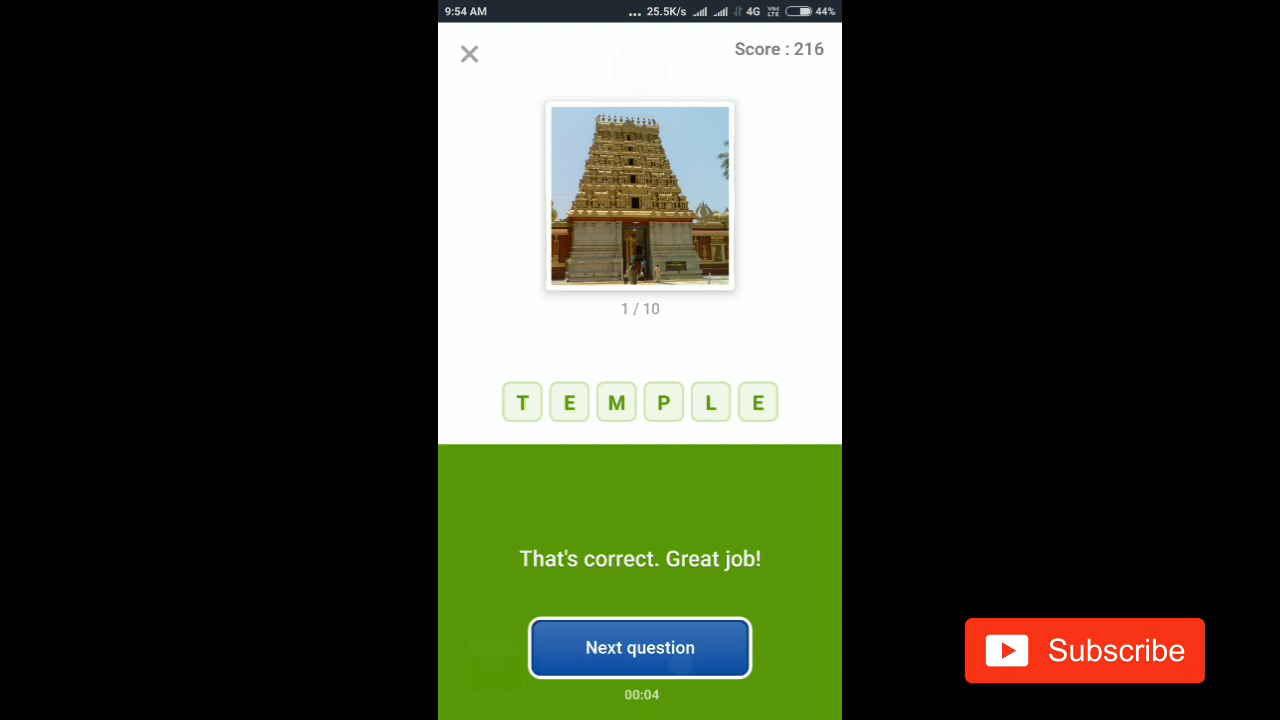 9:54 AM ... 25.5K/s 4G VoLTE 44%
Score : 216
1 / 10
T E M P L E
That's correct. Great job!
Next question
00:04
Subscribe